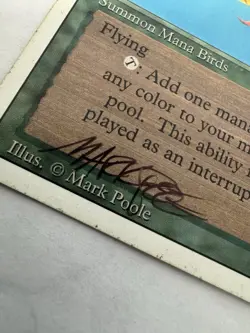 Summon Mana Birds
Flying
: Add one mana
any color to your m
pool. This ability
played as an interrup
Illus. © Mark Poole